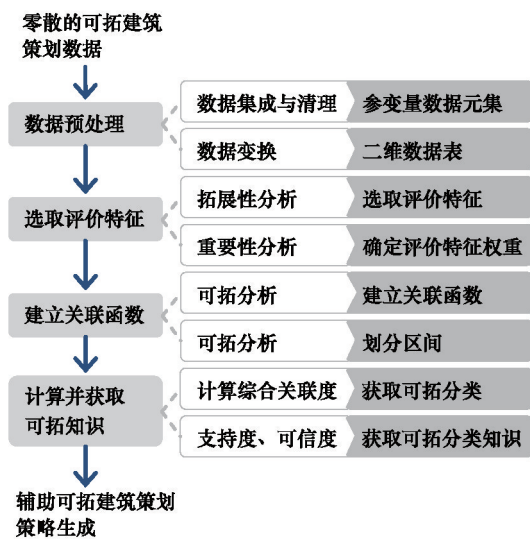 零散的可拓建筑
策划数据
数据预处理
数据集成与清理 参变量数据元集
数据变换 二维数据表
选取评价特征
拓展性分析 选取评价特征
重要性分析 确定评价特征权重
建立关联函数
可拓分析 建立关联函数
可拓分析 划分区间
计算并获取
可拓知识
计算综合关联度 获取可拓分类
支持度、可信度 获取可拓分类知识
辅助可拓建筑策划
策略生成